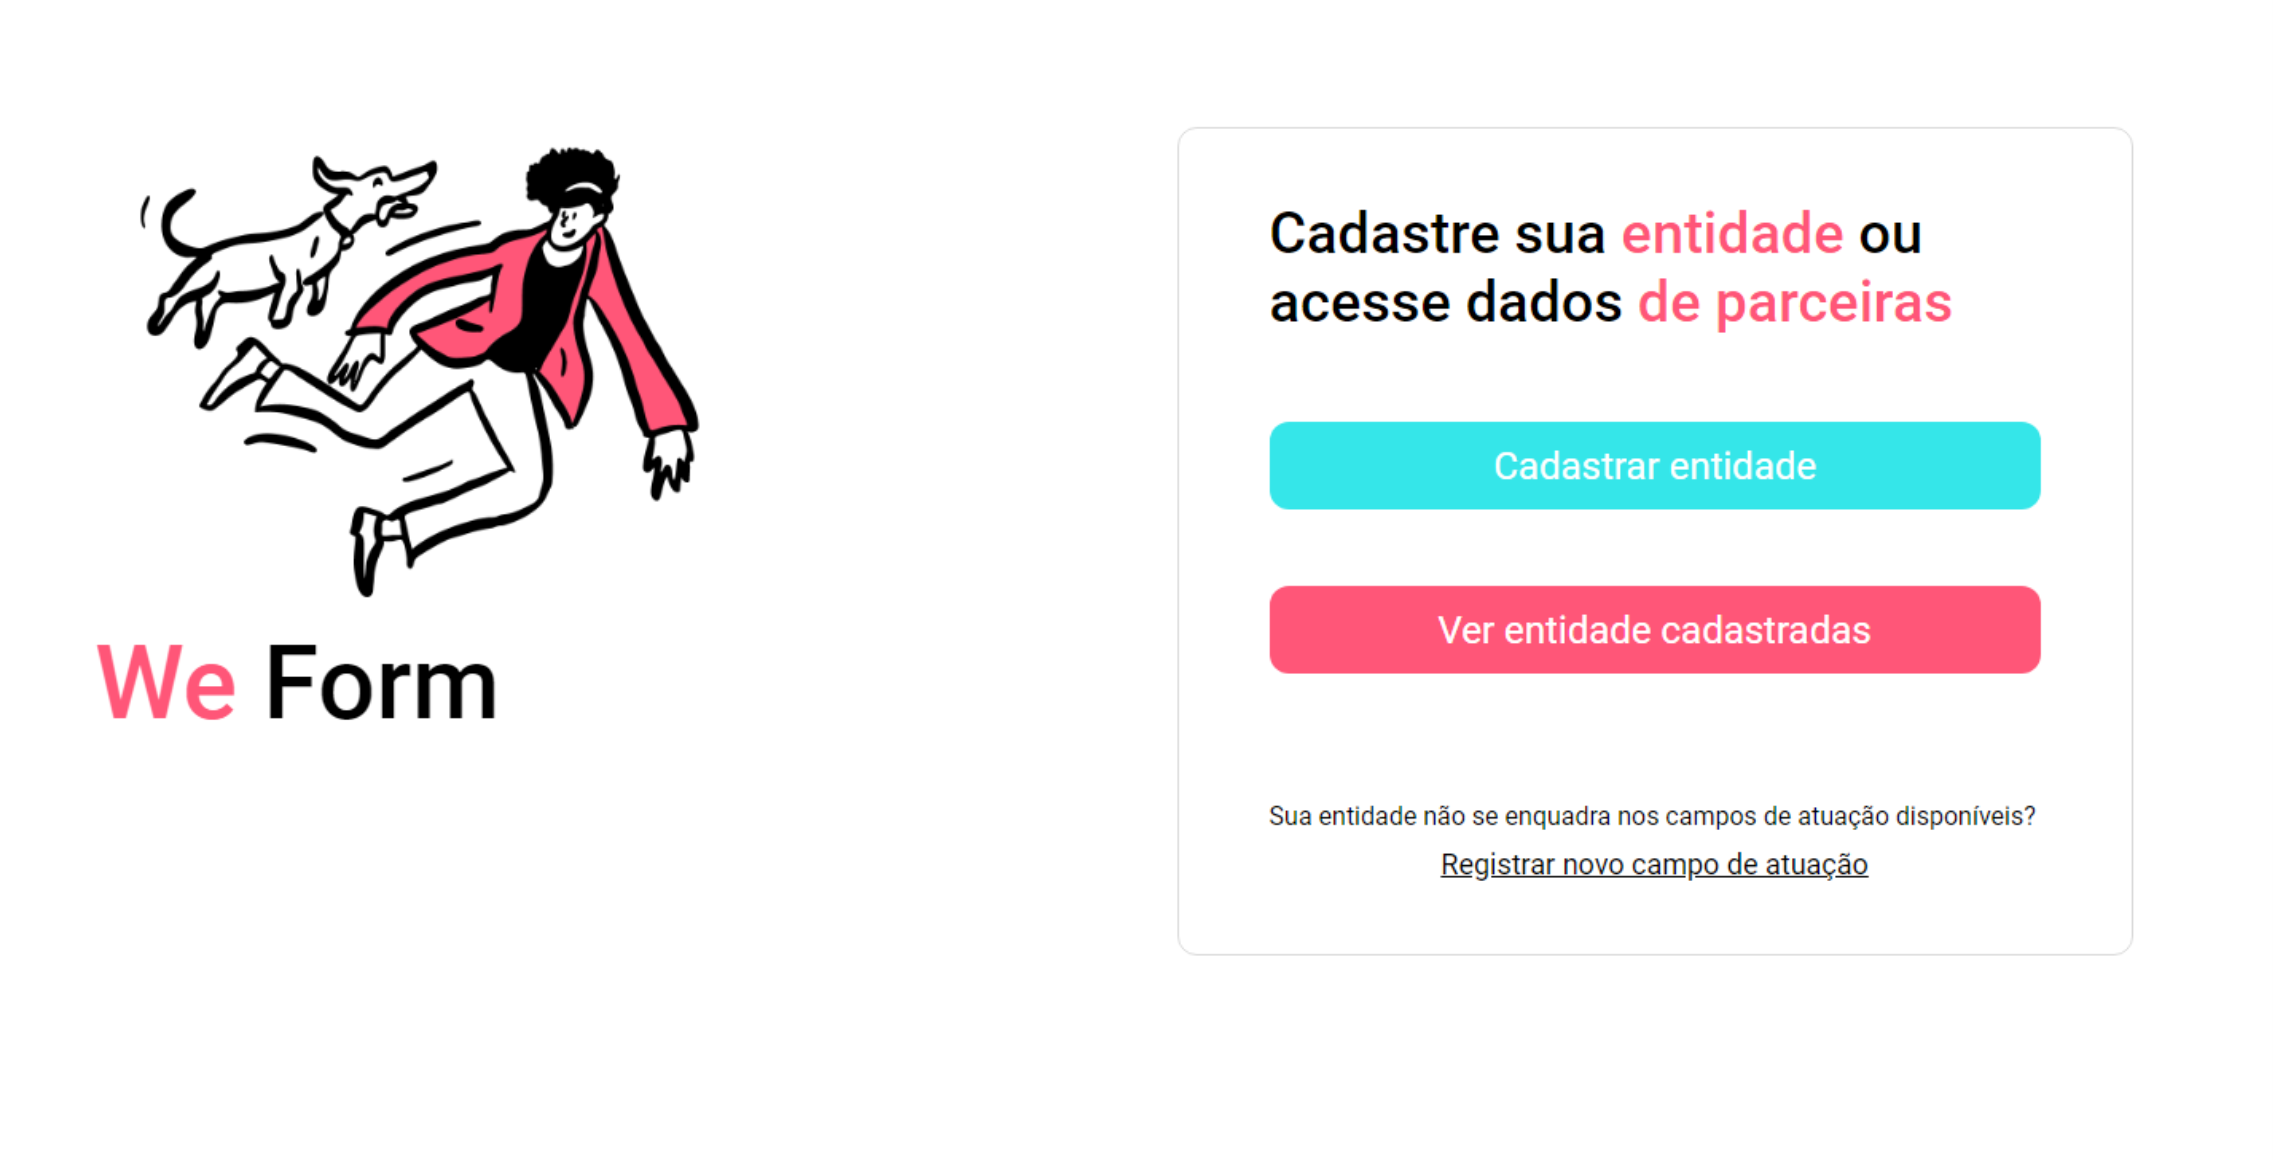 We Form
Cadastre sua entidade ou
acesse dados de parceiras
Cadastrar entidade
Ver entidade cadastradas
Sua entidade não se enquadra nos campos de atuação disponíveis?
Registrar novo campo de atuação